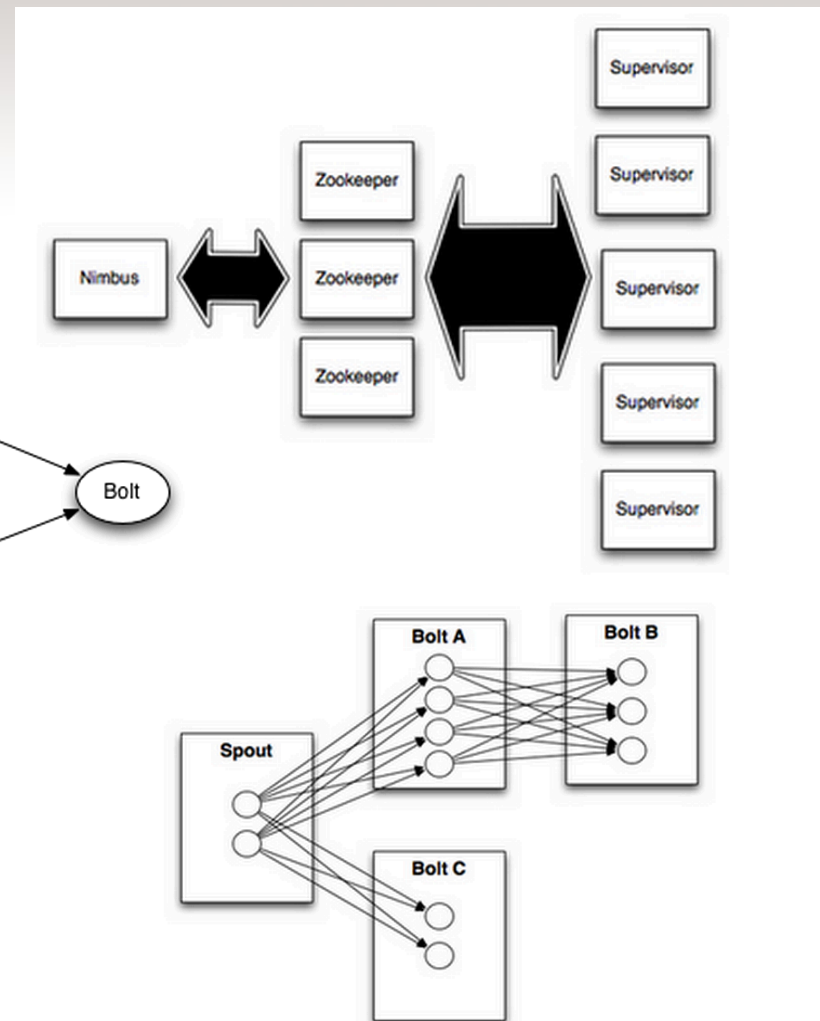 Supervisor
Zookeeper
Supervisor
Nimbus
Zookeeper
Supervisor
Zookeeper
Supervisor
Bolt
Supervisor
Bolt A
Bolt B
Spout
Bolt C